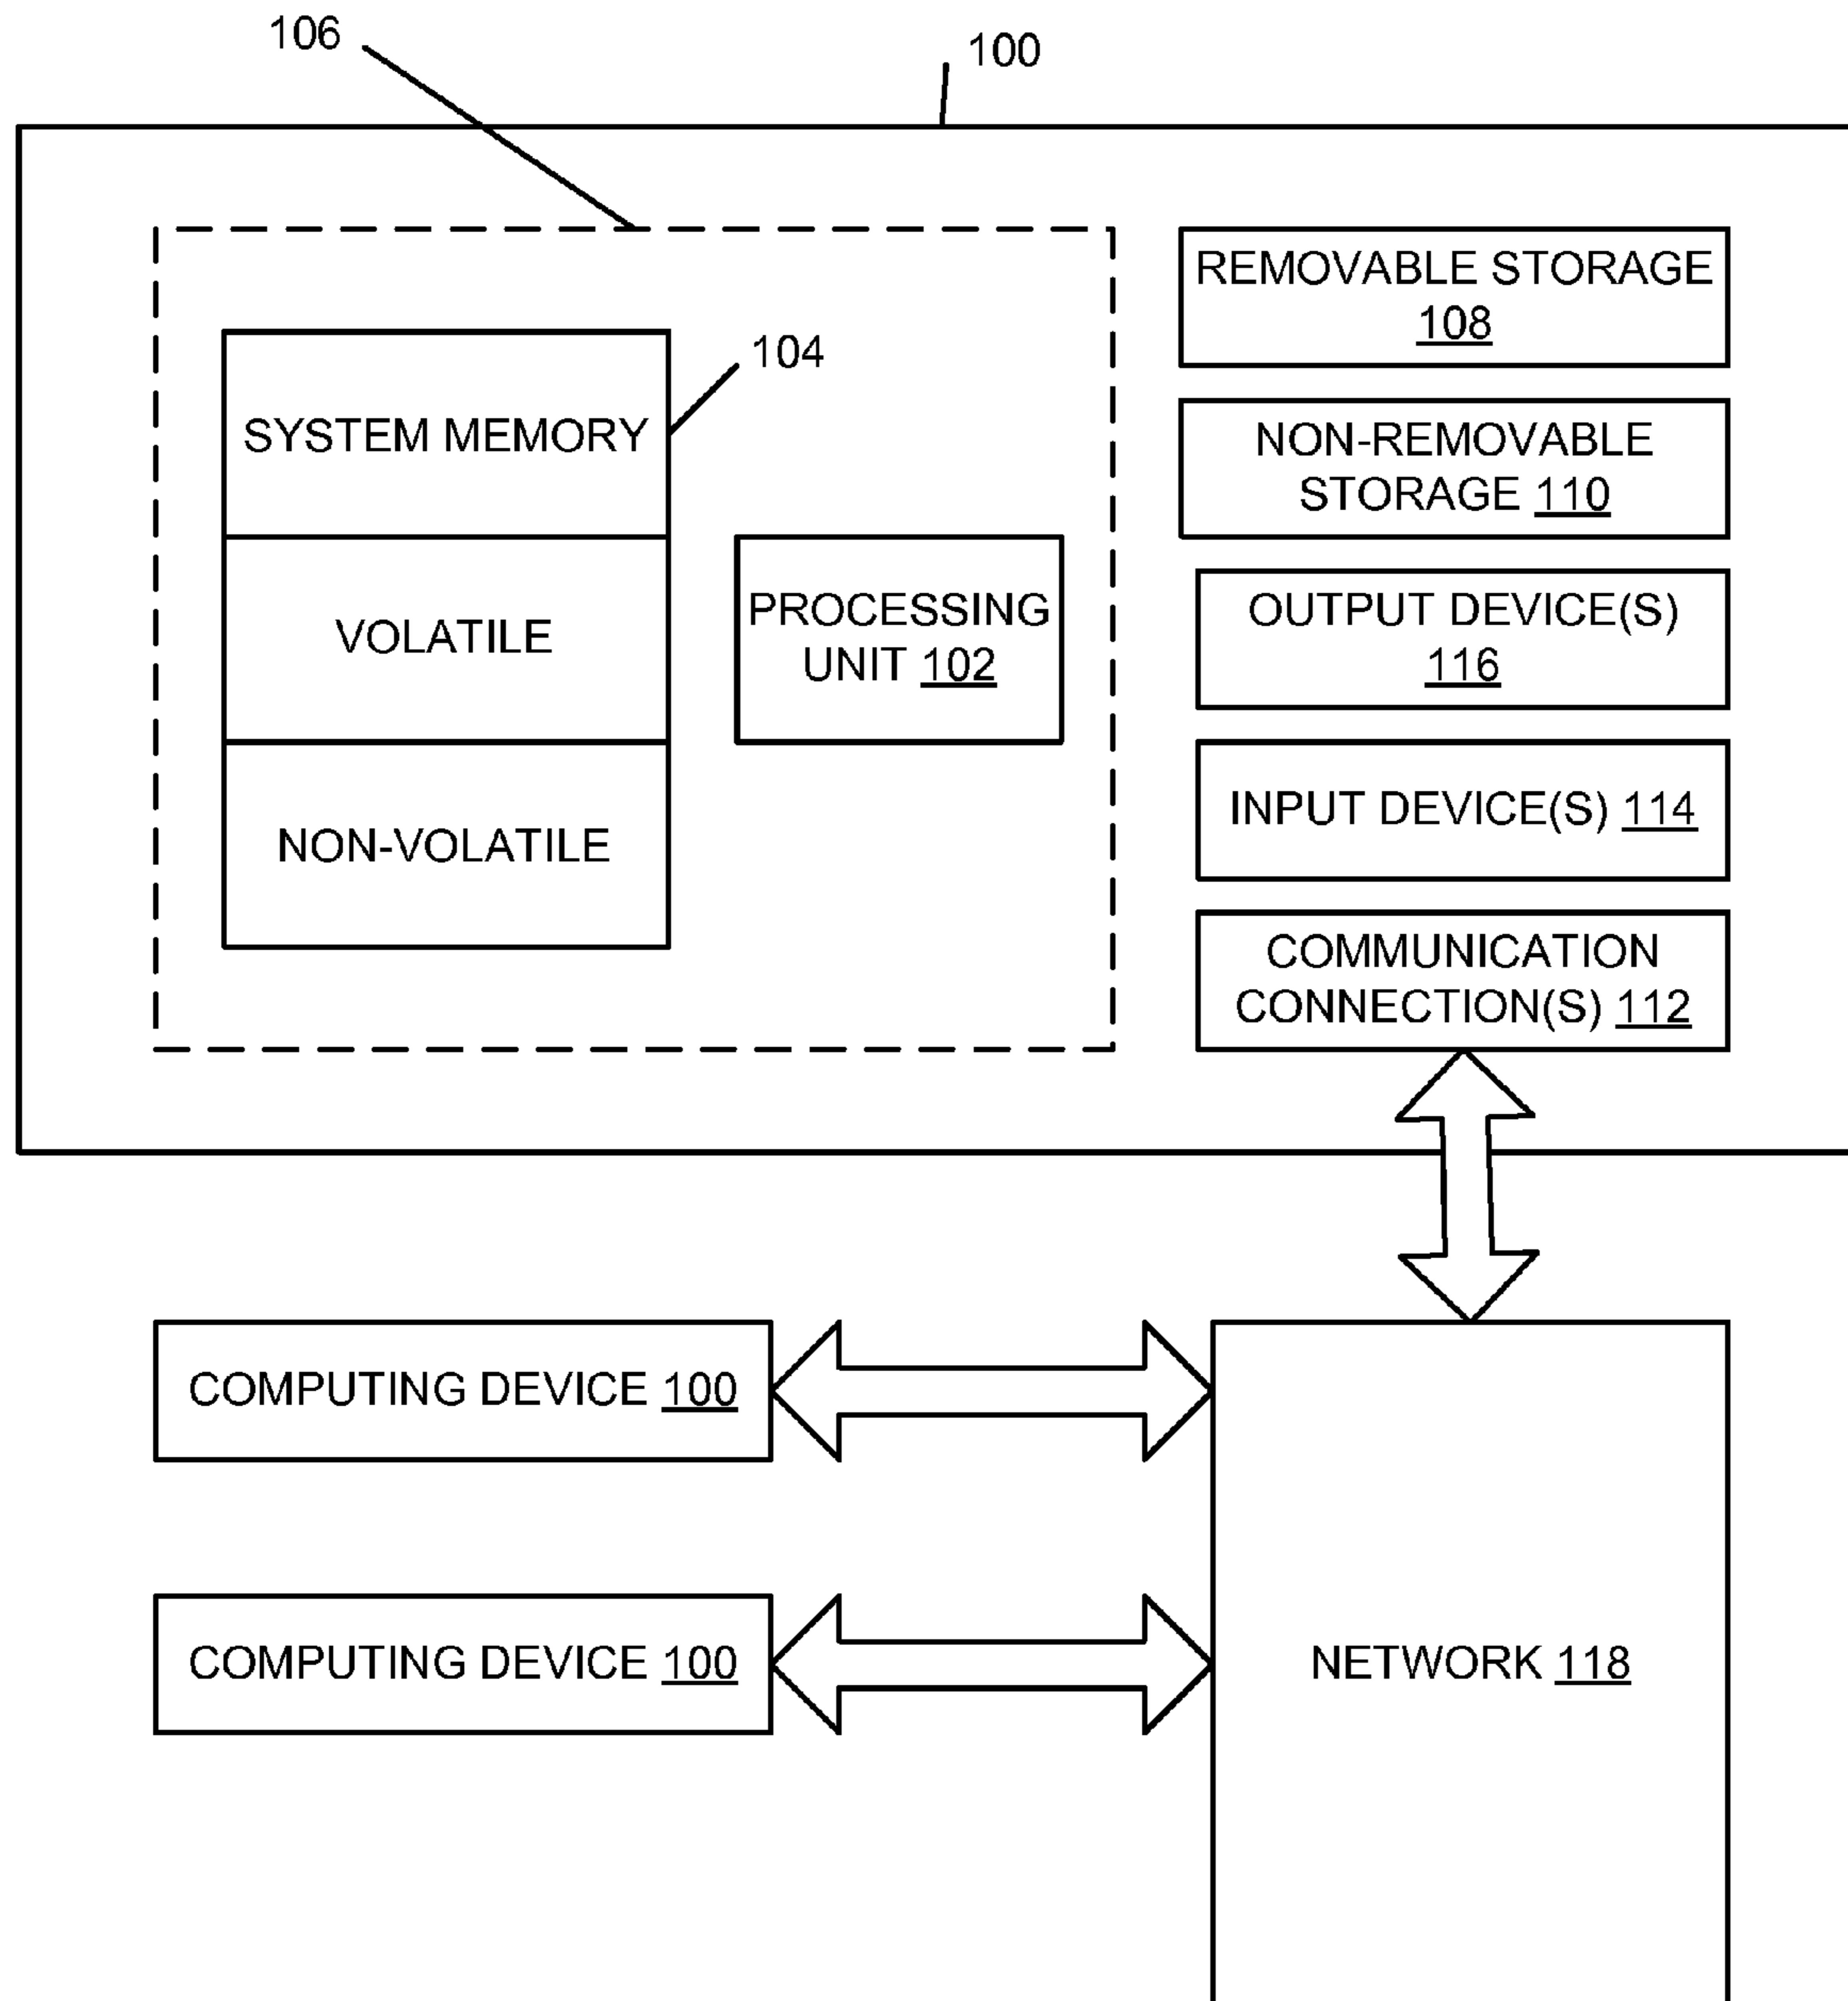 106
100
REMOVABLE STORAGE
108
104
SYSTEM MEMORY
NON-REMOVABLE
STORAGE 110
VOLATILE
PROCESSING
UNIT 102
OUTPUT DEVICE(S)
116
NON-VOLATILE
INPUT DEVICE(S) 114
COMMUNICATION
CONNECTION(S) 112
COMPUTING DEVICE 100
COMPUTING DEVICE 100
NETWORK 118